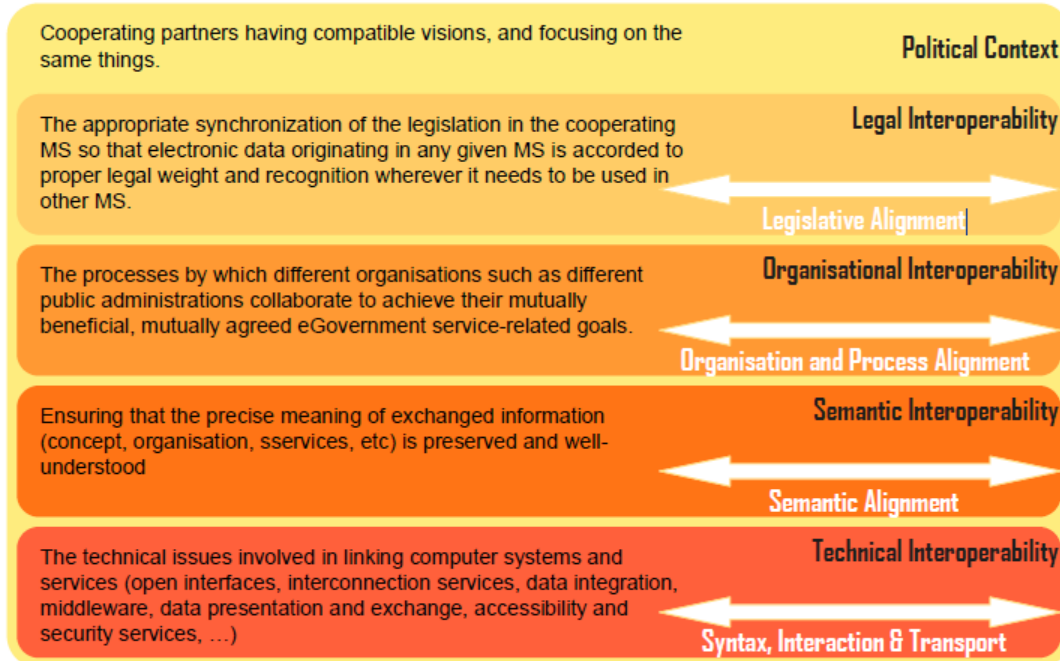 Cooperating partners having compatible visions, and focusing on the
same things.
Political Context
The appropriate synchronization of the legislation in the cooperating
MS so that electronic data originating in any given MS is accorded to
proper legal weight and recognition wherever it needs to be used in
other MS.
Legal Interoperability
Legislative Alignment
The processes by which different organisations such as different
public administrations collaborate to achieve their mutually
beneficial, mutually agreed eGovernment service-related goals.
Organisational Interoperability
Organisation and Process Alignment
Ensuring that the precise meaning of exchanged information
(concept, organisation, sservices, etc) is preserved and well-
understood
Semantic Interoperability
Semantic Alignment
The technical issues involved in linking computer systems and
services (open interfaces, interconnection services, data integration,
middleware, data presentation and exchange, accessibility and
security services, …)
Technical Interoperability
Syntax, Interaction & Transport